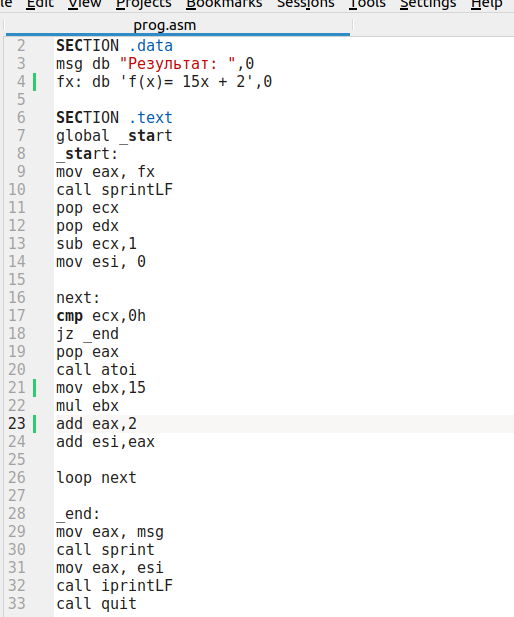 le Edit View Projects Bookmarks Sessions Tools Settings Help
prog.asm
2 SECTION .data
3 msg db "Результат: ",0
4 fx: db 'f(x)= 15x + 2',0
5
6 SECTION .text
7 global _start
8 _start:
9 mov eax, fx
10 call sprintLF
11 pop ecx
12 pop edx
13 sub ecx,1
14 mov esi, 0
15
16 next:
17 cmp ecx,0h
18 jz _end
19 pop eax
20 call atoi
21 mov ebx,15
22 mul ebx
23 add eax,2
24 add esi,eax
25
26 loop next
27
28 _end:
29 mov eax, msg
30 call sprint
31 mov eax, esi
32 call iprintLF
33 call quit